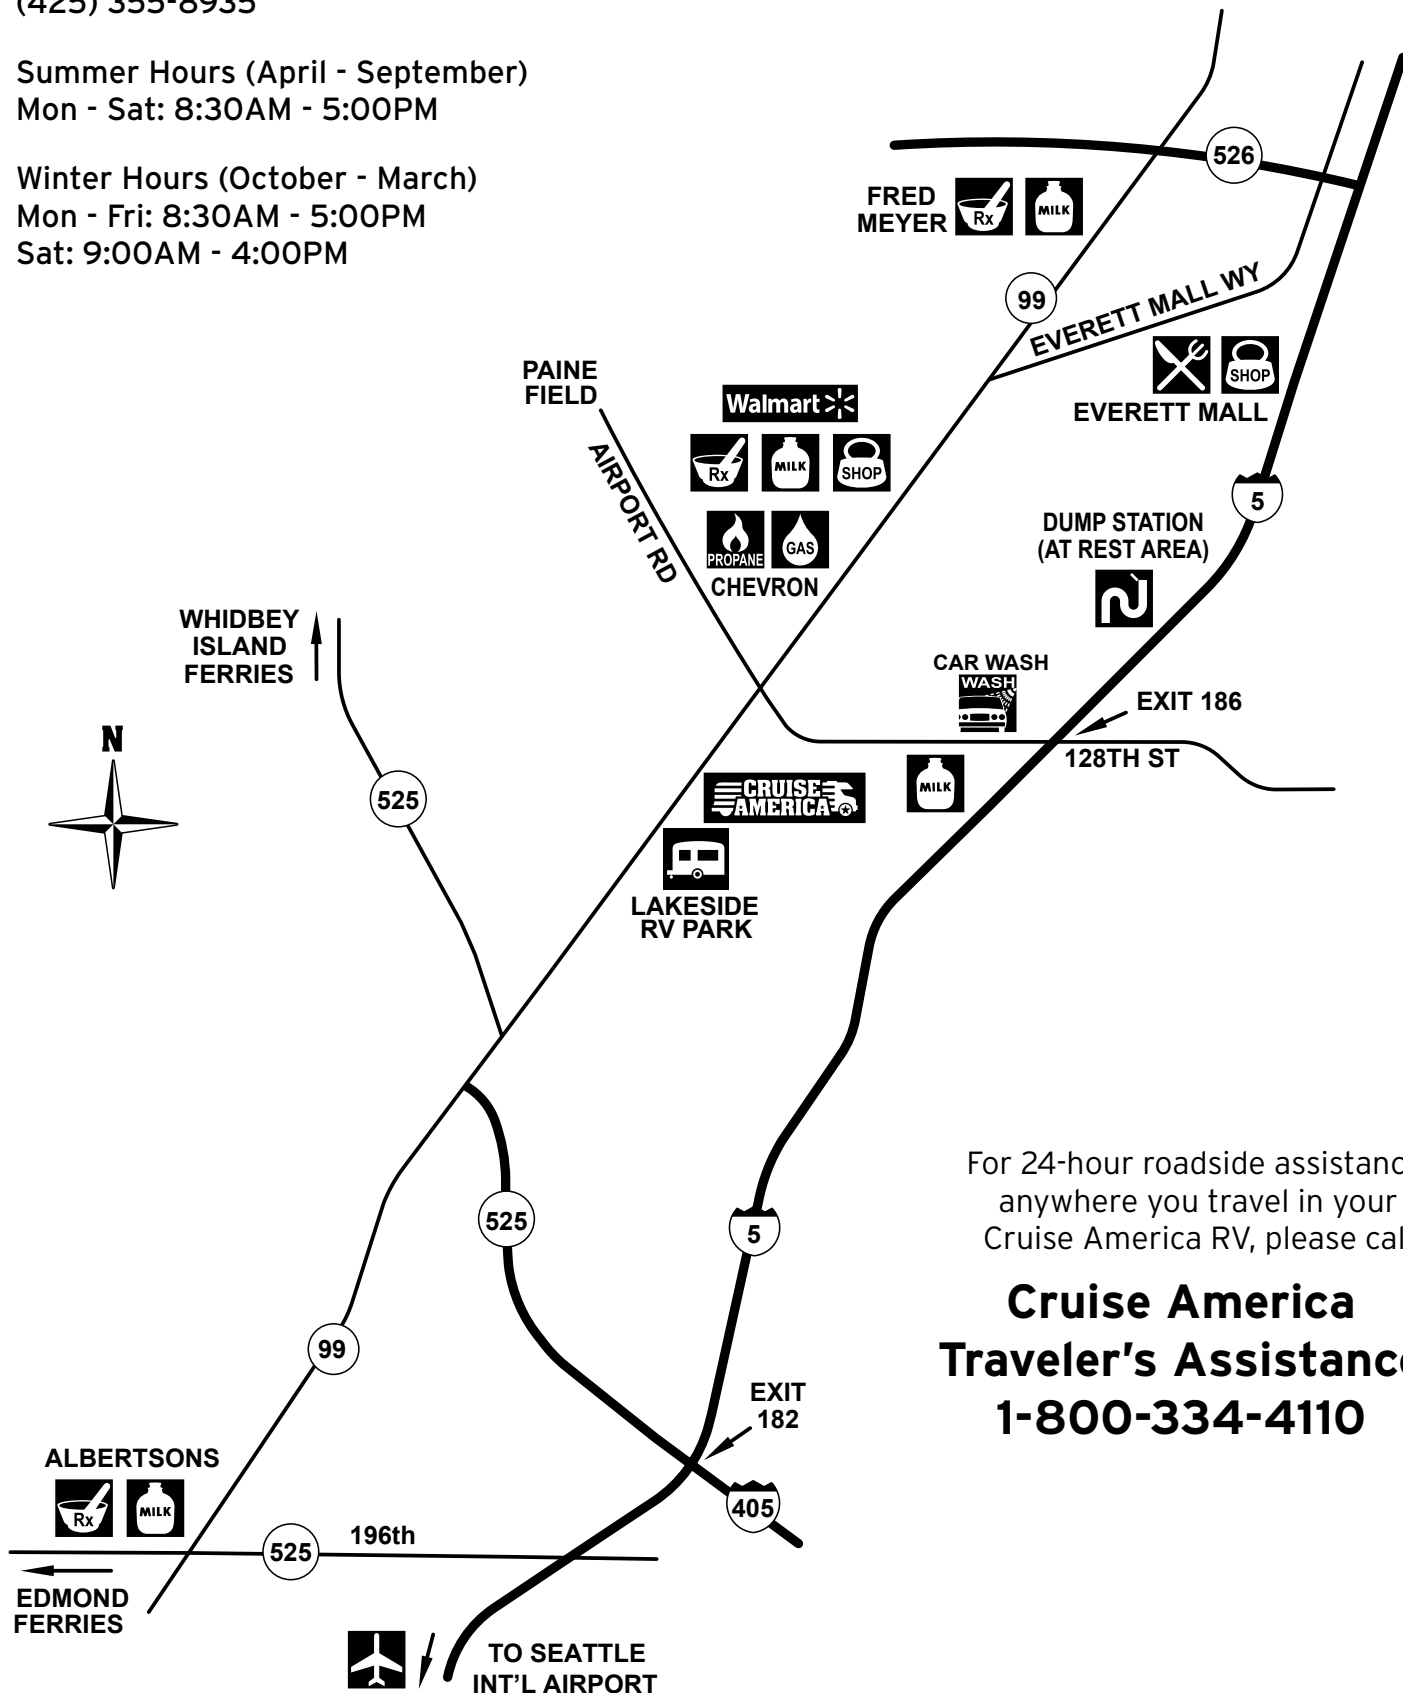 (425) 355-8935
Summer Hours (April - September)
Mon - Sat: 8:30AM - 5:00PM
Winter Hours (October - March)
Mon - Fri: 8:30AM - 5:00PM
Sat: 9:00AM - 4:00PM
526
FRED
MEYER
Rx
MILK
99
EVERETT MALL WY
SHOP
EVERETT MALL
PAINE
FIELD
AIRPORT RD
Walmart
Rx
MILK
SHOP
PROPANE
GAS
CHEVRON
5
DUMP STATION
(AT REST AREA)
WHIDBEY
ISLAND
FERRIES
CAR WASH
WASH
EXIT 186
128TH ST
N
525
CRUISE
AMERICA
MILK
LAKESIDE
RV PARK
For 24-hour roadside assistanc
anywhere you travel in your
Cruise America RV, please cal
Cruise America
Traveler's Assistance
1-800-334-4110
525
5
99
EXIT
182
405
ALBERTSONS
Rx
MILK
525
196th
EDMOND
FERRIES
TO SEATTLE
INT'L AIRPORT